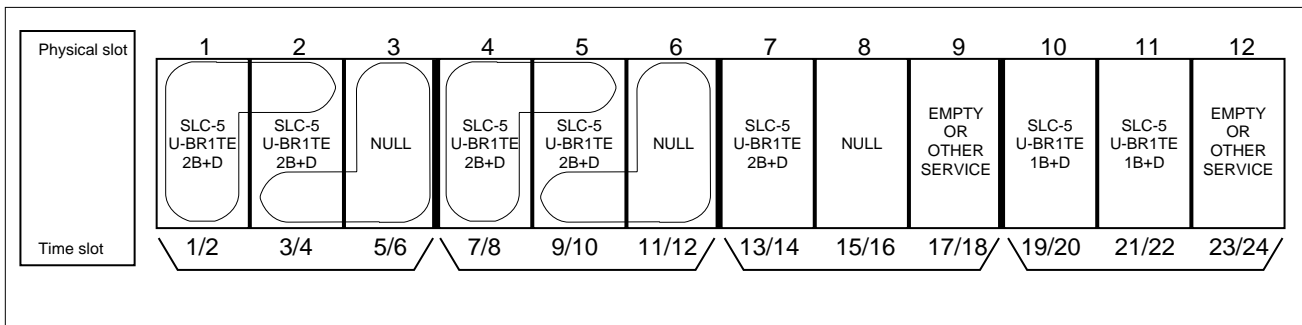 Physical slot 1 2 3 4 5 6 7 8 9 10 11 12
SLC-5
U-BR1TE
2B+D
SLC-5
U-BR1TE
2B+D
NULL
SLC-5
U-BR1TE
2B+D
SLC-5
U-BR1TE
2B+D
NULL
SLC-5
U-BR1TE
2B+D
NULL
EMPTY
OR
OTHER
SERVICE
SLC-5
U-BR1TE
1B+D
SLC-5
U-BR1TE
1B+D
EMPTY
OR
OTHER
SERVICE
Time slot 1/2 3/4 5/6 7/8 9/10 11/12 13/14 15/16 17/18 19/20 21/22 23/24